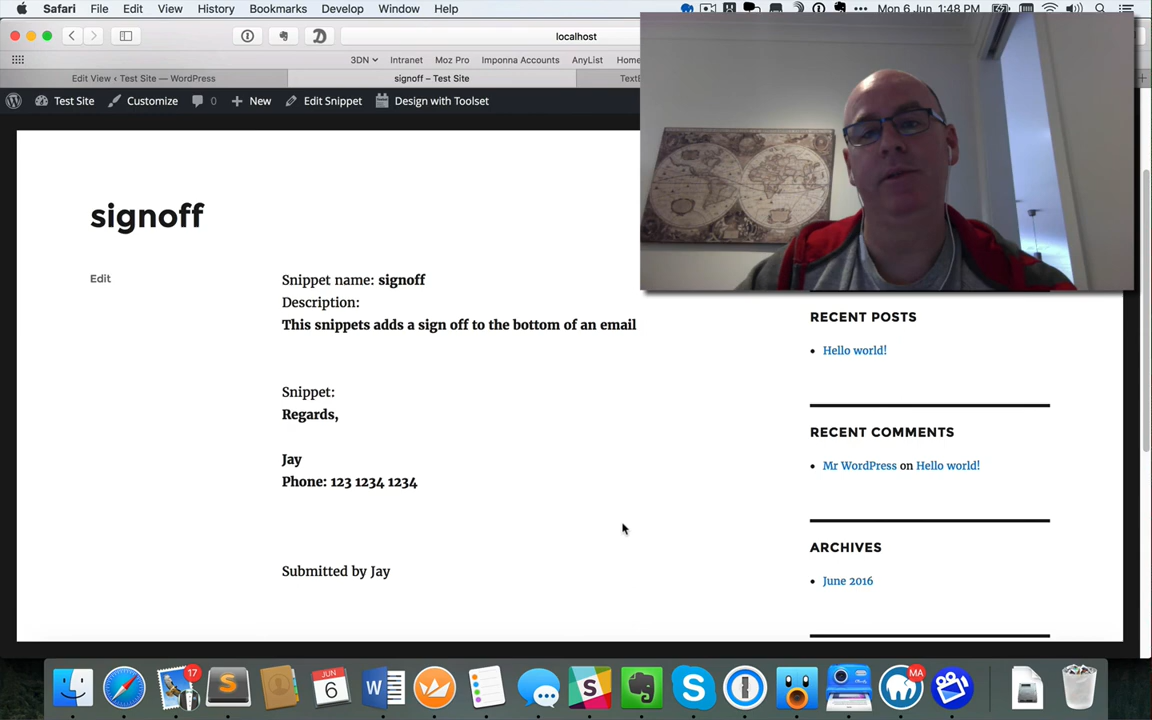 Safari File Edit View History Bookmarks Develop Window Help
Mon 6 Jun 1:48 PM
localhost
3DN Intranet Moz Pro Imponna Accounts AnyList
Edit View ‹ Test Site — WordPress
signoff – Test Site
Test Site Customize 0 New Edit Snippet Design with Toolset
signoff
Edit
Snippet name: signoff
Description:
This snippets adds a sign off to the bottom of an email
Snippet:
Regards,
Jay
Phone: 123 1234 1234
Submitted by Jay
RECENT POSTS
Hello world!
RECENT COMMENTS
Mr WordPress on Hello world!
ARCHIVES
June 2016
17
JUN
6
MA